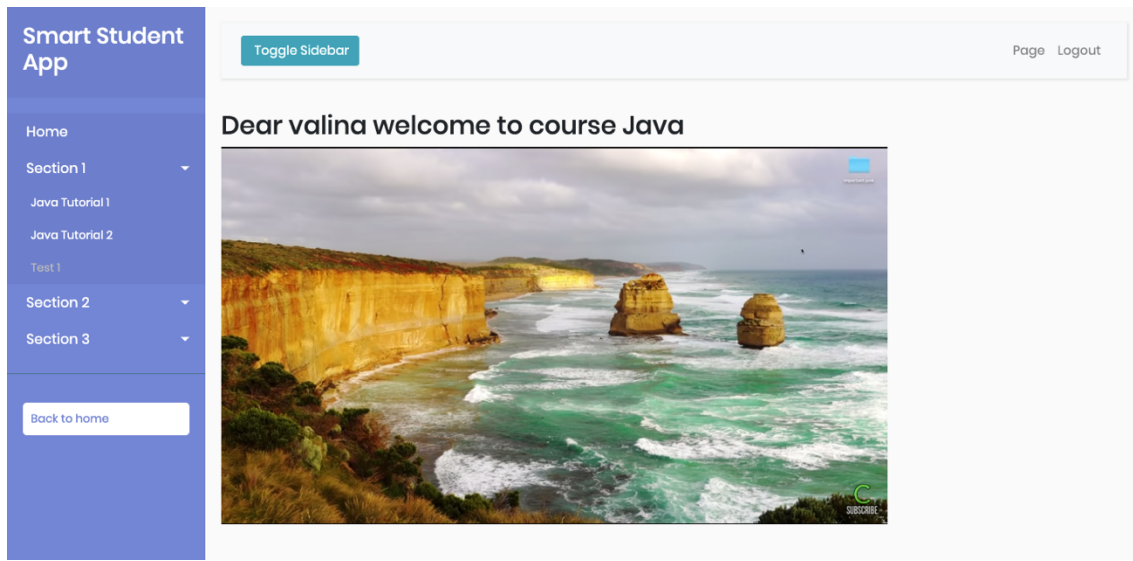 Smart Student
App
Toggle Sidebar
Page
Logout
Home
Section 1
Java Tutorial 1
Java Tutorial 2
Test 1
Section 2
Section 3
Back to home
Dear valina welcome to course Java
SUBSCRIBE